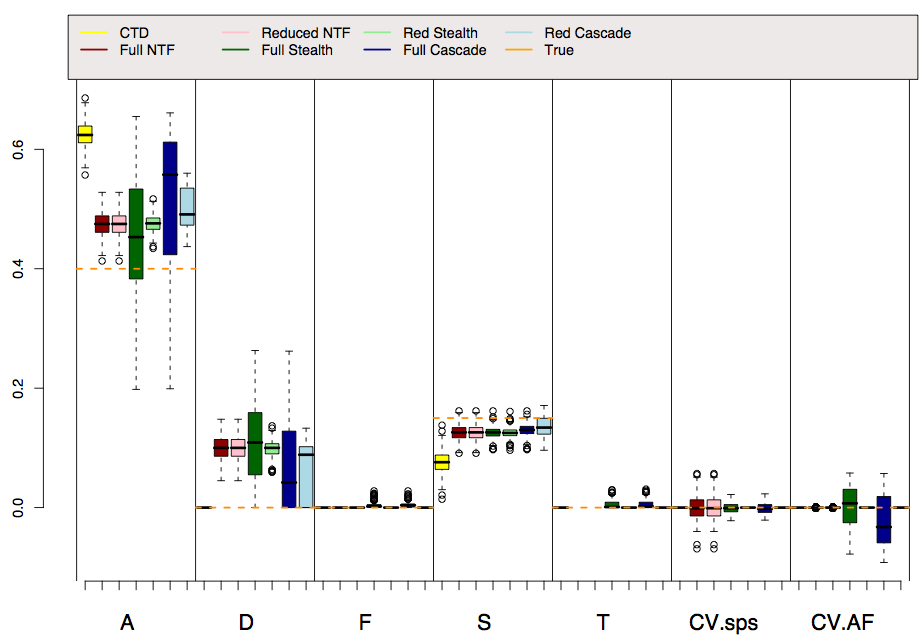 CTD Reduced NTF Red Stealth Red Cascade
Full NTF Full Stealth Full Cascade True
0.6
0.4
0.2
0.0
A D F S T CV.sps CV.AF